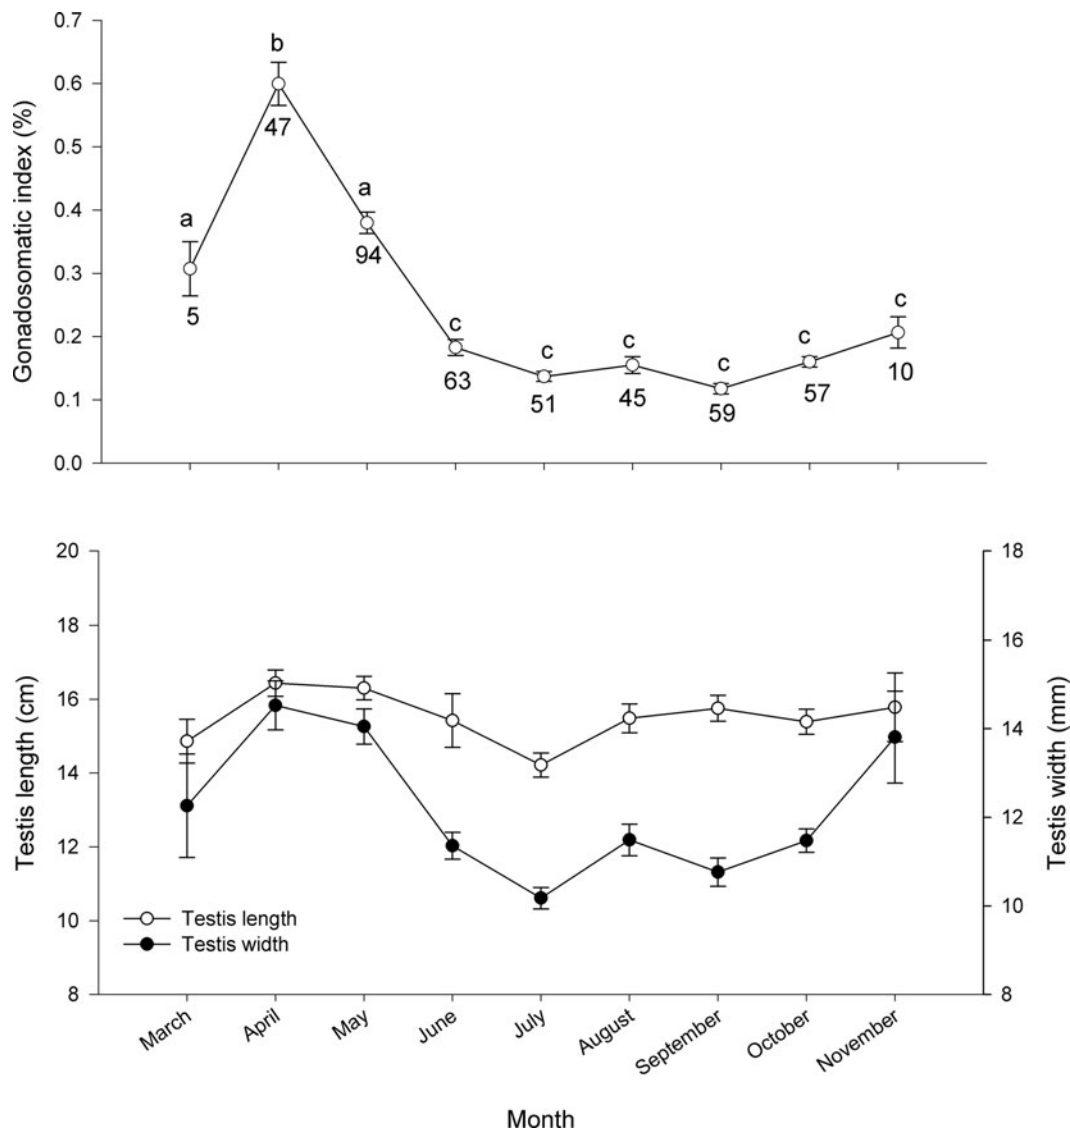 Gonadosomatic index (%)
0.7
0.6
0.5
0.4
0.3
0.2
0.1
0.0
a
b
a
c
c
c
c
c
c
5
47
94
63
51
45
59
57
10
Testis length (cm)
20
18
16
14
12
10
8
Testis length
Testis width
18
16
14
12
10
8
Testis width (mm)
March
April
May
June
July
August
September
October
November
Month